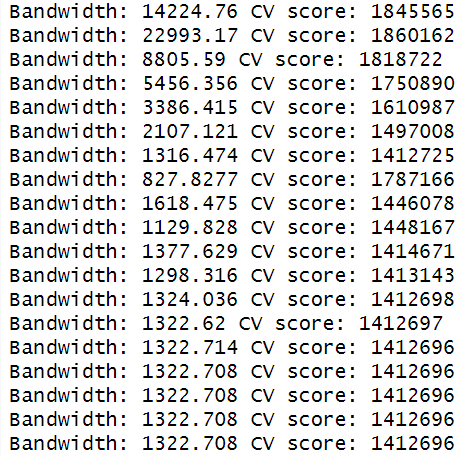 Bandwidth: 14224.76 CV score: 1845565
Bandwidth: 22993.17 CV score: 1860162
Bandwidth: 8805.59 CV score: 1818722
Bandwidth: 5456.356 CV score: 1750890
Bandwidth: 3386.415 CV score: 1610987
Bandwidth: 2107.121 CV score: 1497008
Bandwidth: 1316.474 CV score: 1412725
Bandwidth: 827.8277 CV score: 1787166
Bandwidth: 1618.475 CV score: 1446078
Bandwidth: 1129.828 CV score: 1448167
Bandwidth: 1377.629 CV score: 1414671
Bandwidth: 1298.316 CV score: 1413143
Bandwidth: 1324.036 CV score: 1412698
Bandwidth: 1322.62 CV score: 1412697
Bandwidth: 1322.714 CV score: 1412696
Bandwidth: 1322.708 CV score: 1412696
Bandwidth: 1322.708 CV score: 1412696
Bandwidth: 1322.708 CV score: 1412696
Bandwidth: 1322.708 CV score: 1412696